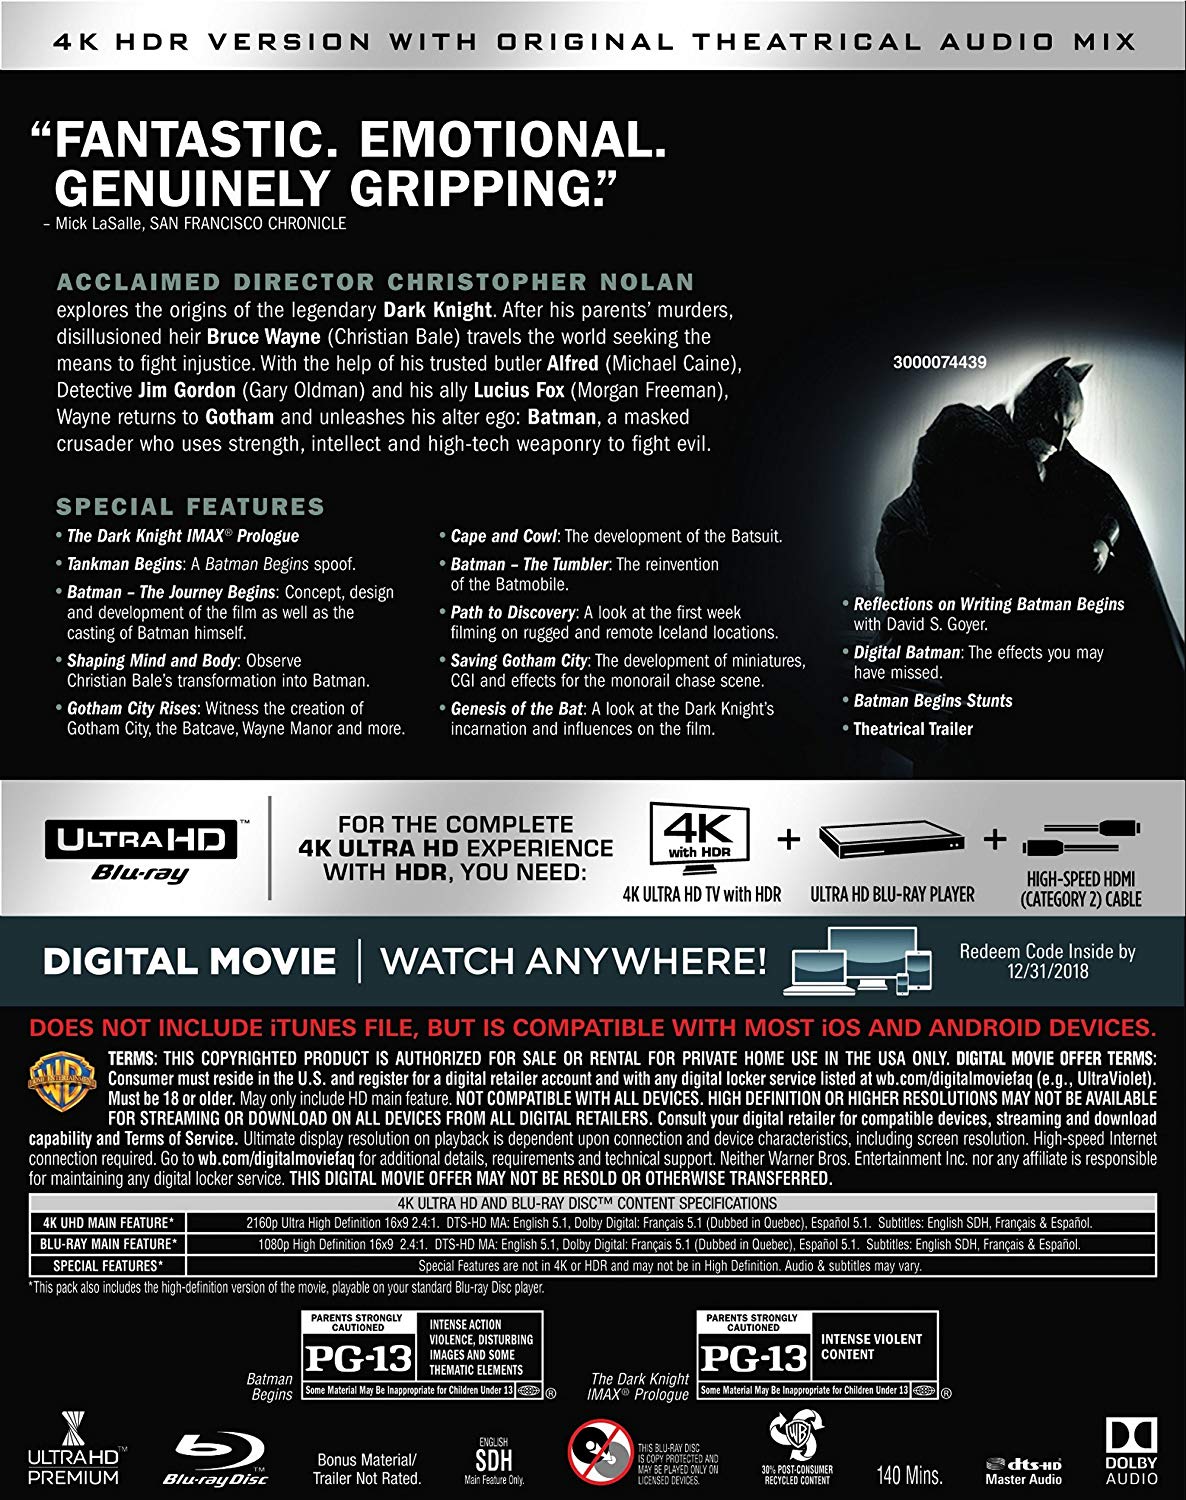 4K HDR VERSION WITH ORIGINAL THEATRICAL AUDIO MIX
“FANTASTIC. EMOTIONAL.
GENUINELY GRIPPING.”
– Mick LaSalle, SAN FRANCISCO CHRONICLE
ACCLAIMED DIRECTOR CHRISTOPHER NOLAN
explores the origins of the legendary Dark Knight. After his parents’ murders,
disillusioned heir Bruce Wayne (Christian Bale) travels the world seeking the
means to fight injustice. With the help of his trusted butler Alfred (Michael Caine),
Detective Jim Gordon (Gary Oldman) and his ally Lucius Fox (Morgan Freeman),
Wayne returns to Gotham and unleashes his alter ego: Batman, a masked
crusader who uses strength, intellect and high-tech weaponry to fight evil.
3000074439
SPECIAL FEATURES
• The Dark Knight IMAX® Prologue
• Tankman Begins: A Batman Begins spoof.
• Batman – The Journey Begins: Concept, design
and development of the film as well as the
casting of Batman himself.
• Shaping Mind and Body: Observe
Christian Bale’s transformation into Batman.
• Gotham City Rises: Witness the creation of
Gotham City, the Batcave, Wayne Manor and more.
• Cape and Cowl: The development of the Batsuit.
• Batman – The Tumbler: The reinvention
of the Batmobile.
• Path to Discovery: A look at the first week
filming on rugged and remote Iceland locations.
• Saving Gotham City: The development of miniatures,
CGI and effects for the monorail chase scene.
• Genesis of the Bat: A look at the Dark Knight’s
incarnation and influences on the film.
• Reflections on Writing Batman Begins
with David S. Goyer.
• Digital Batman: The effects you may
have missed.
• Batman Begins Stunts
• Theatrical Trailer
ULTRA HD™
Blu-ray
FOR THE COMPLETE
4K ULTRA HD EXPERIENCE
WITH HDR, YOU NEED:
4K
with HDR
4K ULTRA HD TV with HDR
+
ULTRA HD BLU-RAY PLAYER
+
HIGH-SPEED HDMI
(CATEGORY 2) CABLE
DIGITAL MOVIE | WATCH ANYWHERE!
Redeem Code Inside by
12/31/2018
DOES NOT INCLUDE iTUNES FILE, BUT IS COMPATIBLE WITH MOST iOS AND ANDROID DEVICES.
WB
HOME ENTERTAINMENT
TERMS: THIS COPYRIGHTED PRODUCT IS AUTHORIZED FOR SALE OR RENTAL FOR PRIVATE HOME USE IN THE USA ONLY. DIGITAL MOVIE OFFER TERMS:
Consumer must reside in the U.S. and register for a digital retailer account and with any digital locker service listed at wb.com/digitalmoviefaq (e.g., UltraViolet).
Must be 18 or older. May only include HD main feature. NOT COMPATIBLE WITH ALL DEVICES. HIGH DEFINITION OR HIGHER RESOLUTIONS MAY NOT BE AVAILABLE
FOR STREAMING OR DOWNLOAD ON ALL DEVICES FROM ALL DIGITAL RETAILERS. Consult your digital retailer for compatible devices, streaming and download
capability and Terms of Service. Ultimate display resolution on playback is dependent upon connection and device characteristics, including screen resolution. High-speed Internet
connection required. Go to wb.com/digitalmoviefaq for additional details, requirements and technical support. Neither Warner Bros. Entertainment Inc. nor any affiliate is responsible
for maintaining any digital locker service. THIS DIGITAL MOVIE OFFER MAY NOT BE RESOLD OR OTHERWISE TRANSFERRED.
4K ULTRA HD AND BLU-RAY DISC™ CONTENT SPECIFICATIONS
4K UHD MAIN FEATURE* 2160p Ultra High Definition 16x9 2.4:1. DTS-HD MA: English 5.1, Dolby Digital: Français 5.1 (Dubbed in Quebec), Español 5.1. Subtitles: English SDH, Français & Español.
BLU-RAY MAIN FEATURE* 1080p High Definition 16x9 2.4:1. DTS-HD MA: English 5.1, Dolby Digital: Français 5.1 (Dubbed in Quebec), Español 5.1. Subtitles: English SDH, Français & Español.
SPECIAL FEATURES* Special Features are not in 4K or HDR and may not be in High Definition. Audio & subtitles may vary.
*This pack also includes the high-definition version of the movie, playable on your standard Blu-ray Disc player.
Batman
Begins
PARENTS STRONGLY
CAUTIONED
PG-13
INTENSE ACTION
VIOLENCE, DISTURBING
IMAGES AND SOME
THEMATIC ELEMENTS
Some Material May Be Inappropriate for Children Under 13
®
The Dark Knight
IMAX® Prologue
PARENTS STRONGLY
CAUTIONED
PG-13
INTENSE VIOLENT
CONTENT
Some Material May Be Inappropriate for Children Under 13
®
ULTRA HD™
PREMIUM
Blu-ray Disc
Bonus Material/
Trailer Not Rated.
ENGLISH
SDH
Main Feature Only.
THIS BLU-RAY DISC
IS COPY PROTECTED AND
MAY BE PLAYED ONLY ON
LICENSED DEVICES.
WB
30% POST-CONSUMER
RECYCLED CONTENT
140 Mins.
dts-HD
Master Audio
DOLBY
AUDIO